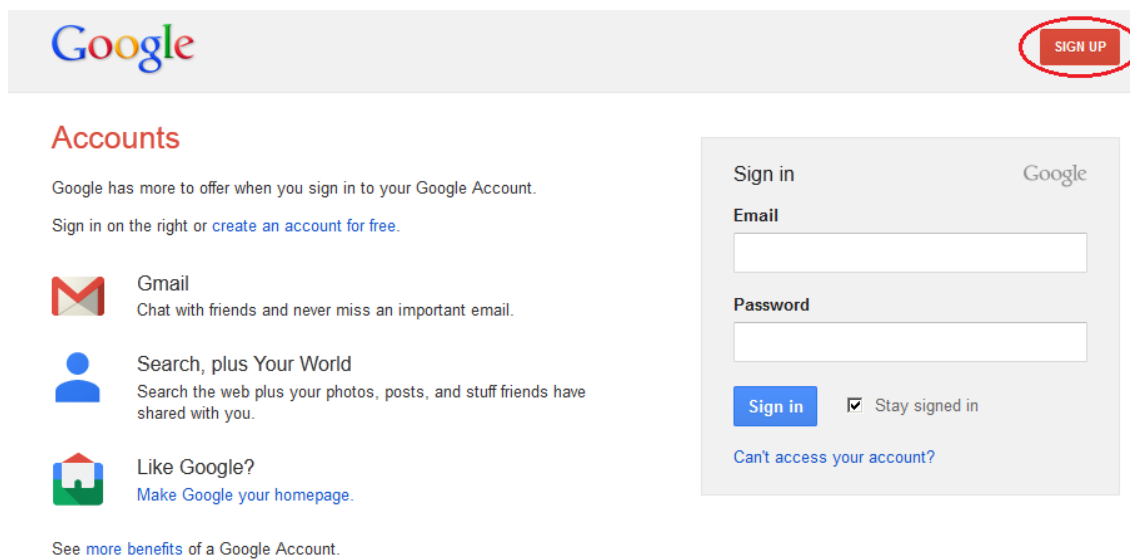 Google
SIGN UP
Accounts
Google has more to offer when you sign in to your Google Account.
Sign in on the right or create an account for free.
Gmail
Chat with friends and never miss an important email.
Search, plus Your World
Search the web plus your photos, posts, and stuff friends have
shared with you.
Like Google?
Make Google your homepage.
See more benefits of a Google Account.
Sign in
Google
Email
Password
Sign in
Stay signed in
Can't access your account?